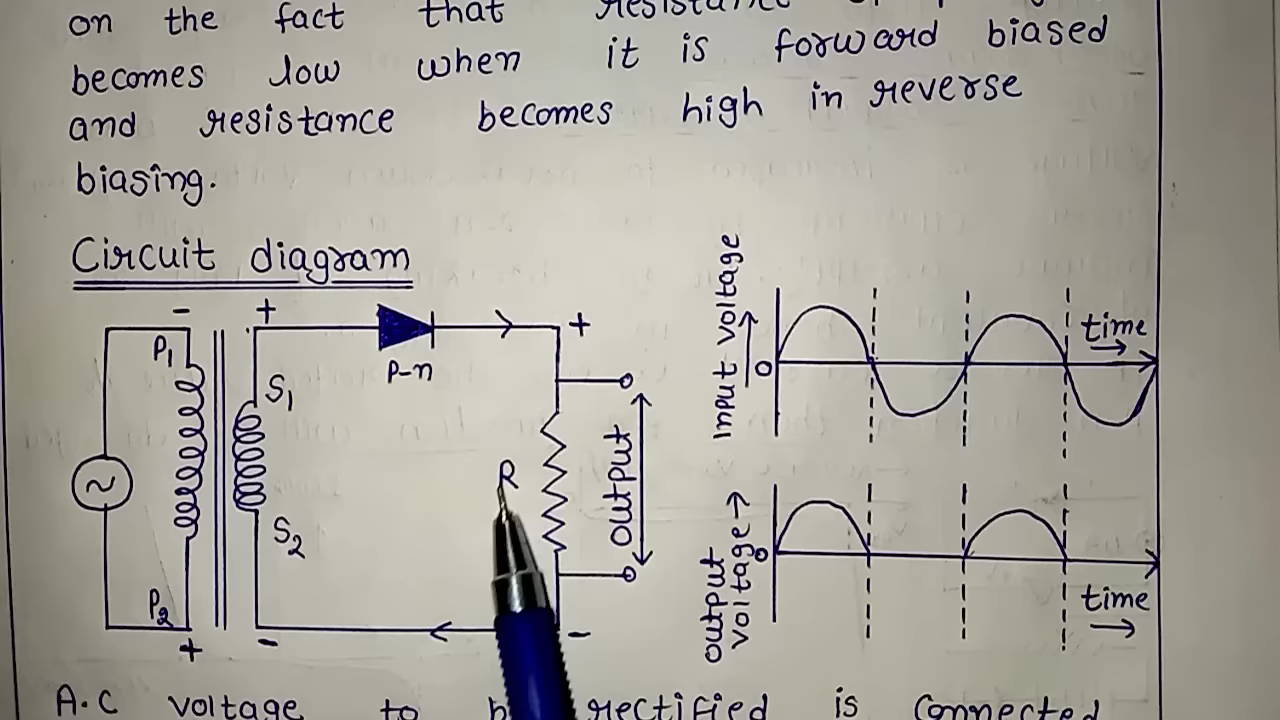 on the fact that resistance
becomes low when it is forward biased
and resistance becomes high in reverse
biasing.
Circuit diagram
- +
P1
S1
P-n
+
R
output
~
S2
P2
+ - -
Input voltage →
0
time →
output voltage →
0
time →
A.C voltage to rectified is connected